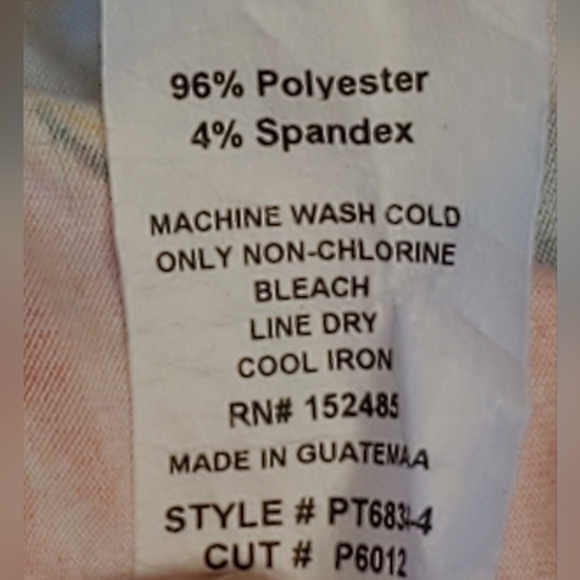 96% Polyester
4% Spandex
MACHINE WASH COLD
ONLY NON-CHLORINE
BLEACH
LINE DRY
COOL IRON
RN# 152485
MADE IN GUATEMALA
STYLE #
CUT # P6012